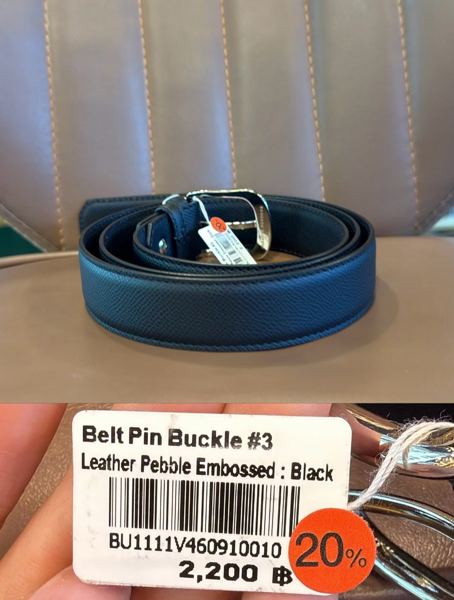 Belt Pin Buckle #3
Leather Pebble Embossed : Black
BU1111V460910010
2,200 ฿
20%